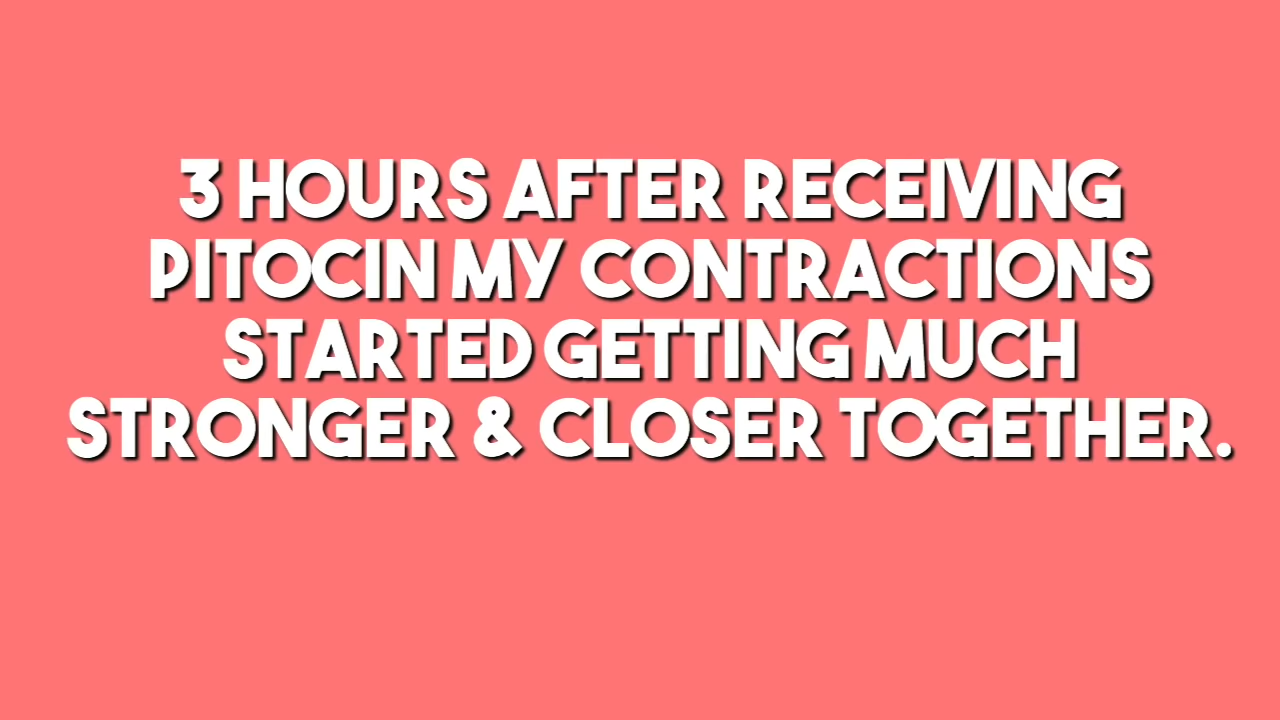 3 HOURS AFTER RECEIVING
PITOCIN MY CONTRACTIONS
STARTED GETTING MUCH
STRONGER & CLOSER TOGETHER.